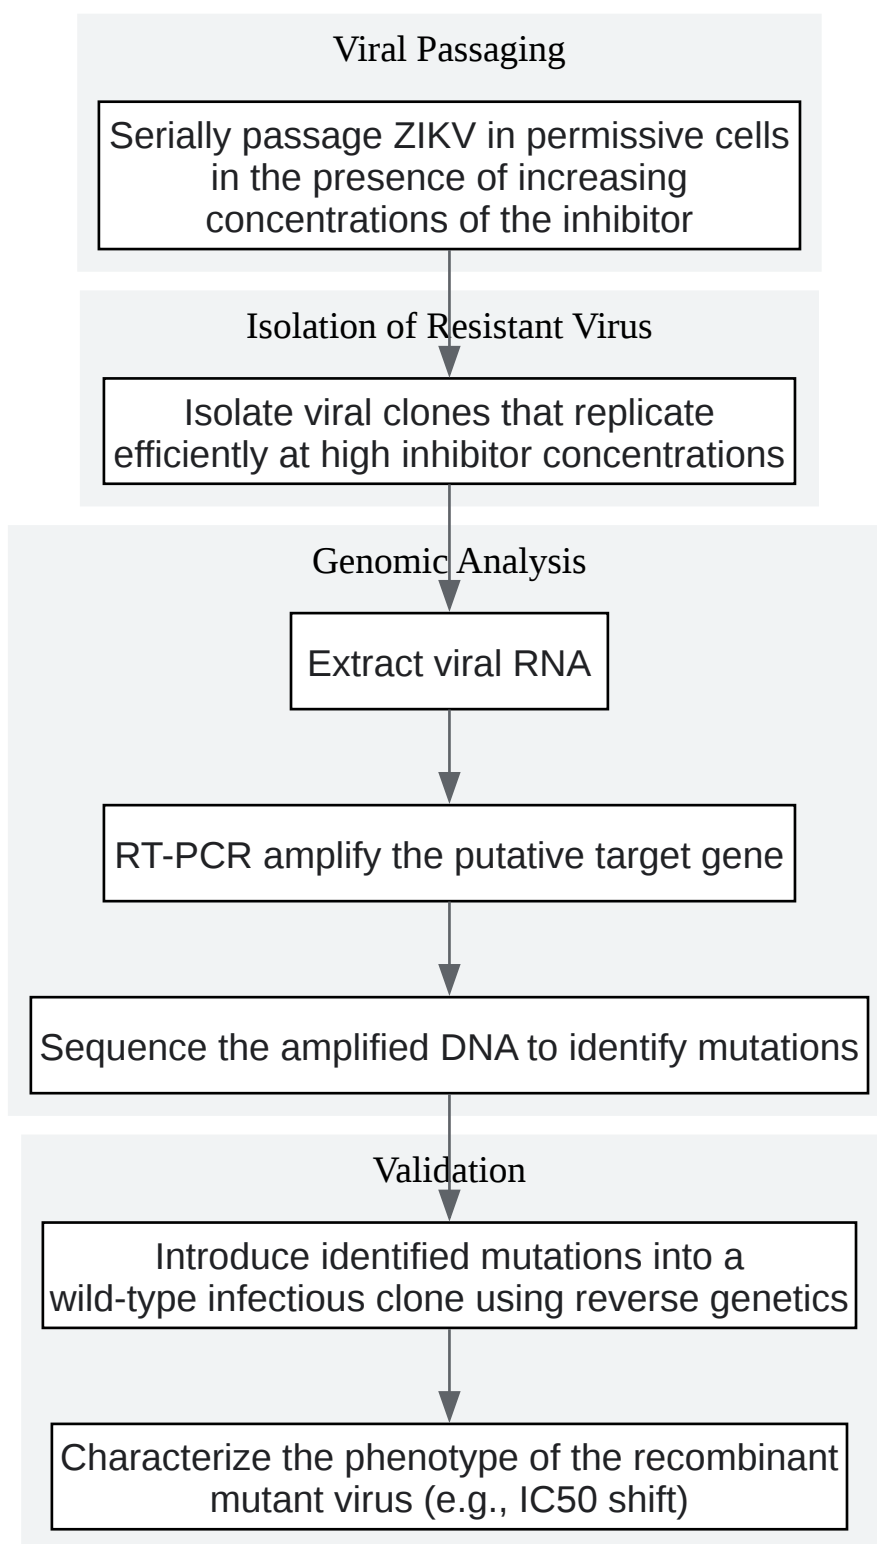 Viral Passaging
Serially passage ZIKV in permissive cells
in the presence of increasing
concentrations of the inhibitor
Isolation of Resistant Virus
Isolate viral clones that replicate
efficiently at high inhibitor concentrations
Genomic Analysis
Extract viral RNA
RT-PCR amplify the putative target gene
Sequence the amplified DNA to identify mutations
Validation
Introduce identified mutations into a
wild-type infectious clone using reverse genetics
Characterize the phenotype of the recombinant
mutant virus (e.g., IC50 shift)